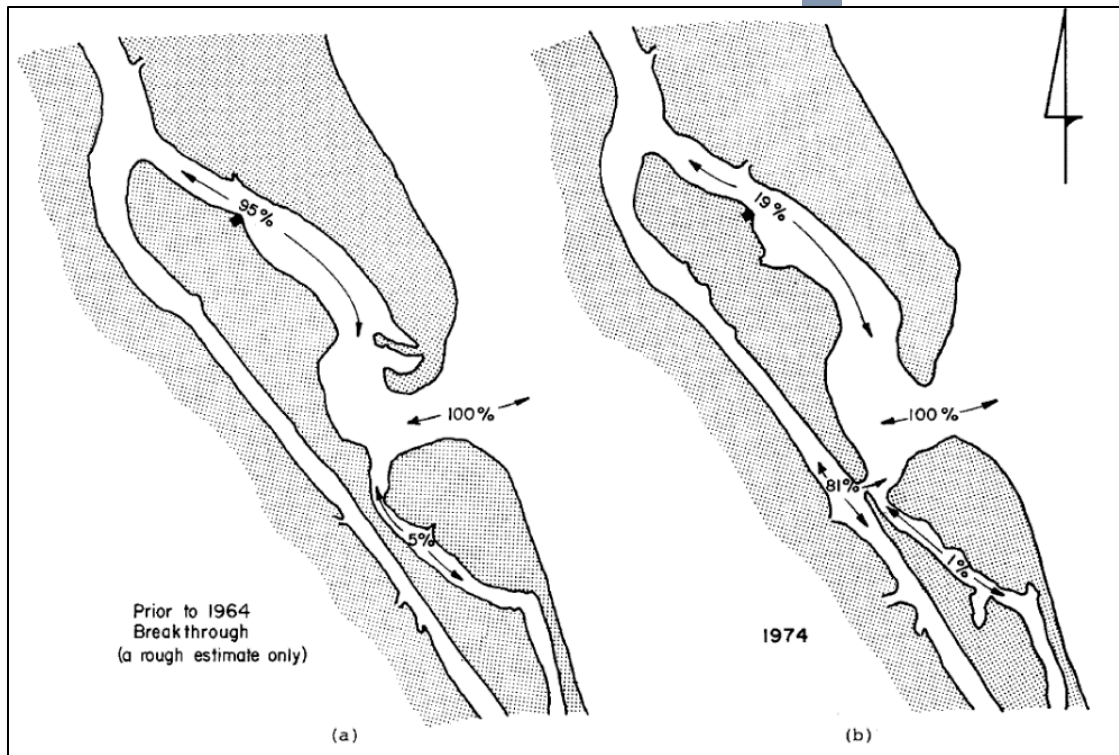 95%
100%
5%
Prior to 1964
Breakthrough
(a rough estimate only)
(a)
19%
100%
81%
1%
1974
(b)